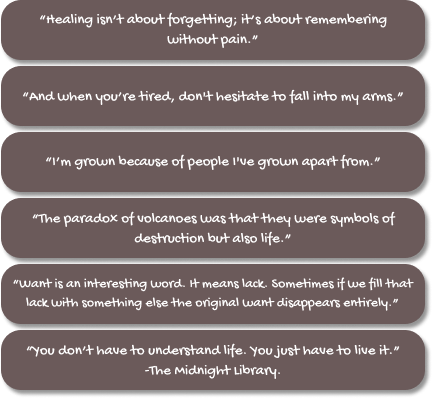 “Healing isn’t about forgetting; it’s about remembering
without pain.”
“And when you’re tired, don't hesitate to fall into my arms.”
“I’m grown because of people I've grown apart from.”
“The paradox of volcanoes was that they were symbols of
destruction but also life.”
“Want is an interesting word. It means lack. Sometimes if we fill that
lack with something else the original want disappears entirely.”
“You don’t have to understand life. You just have to live it.”
-The Midnight Library.